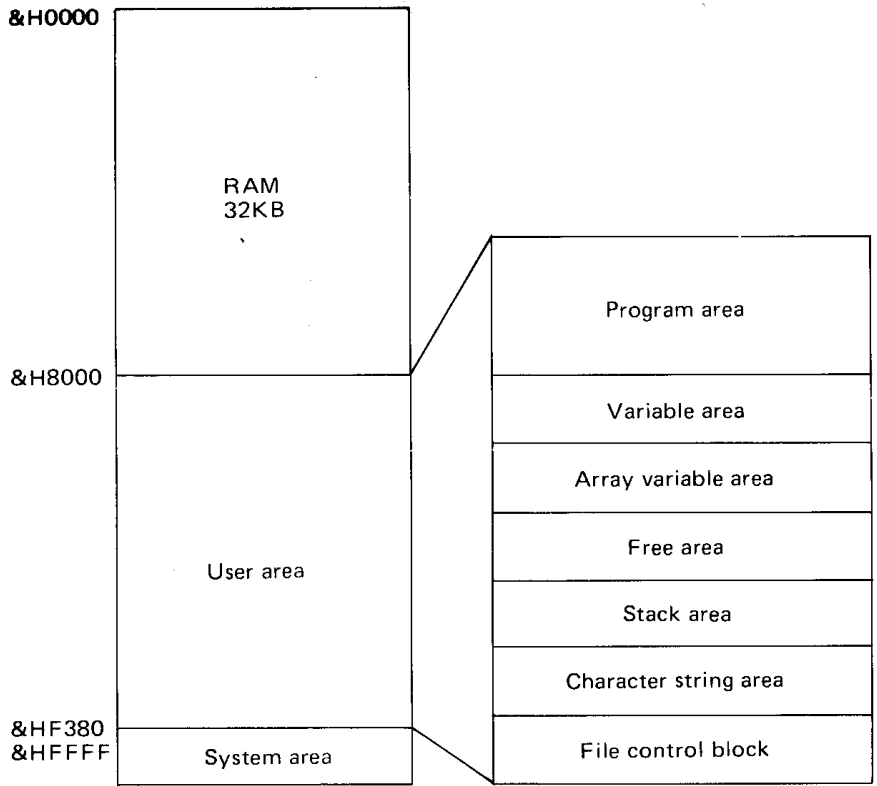 &H0000
RAM
32KB
&H8000
User area
&HF380
&HFFFF
System area
Program area
Variable area
Array variable area
Free area
Stack area
Character string area
File control block